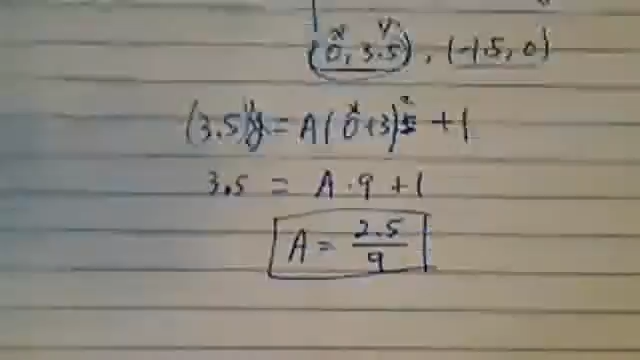 x y
(0, 3.5), (-1.5, 0)
(3.5) = A(0+3)² + 1
3.5 = A · 9 + 1
A = 2.5/9